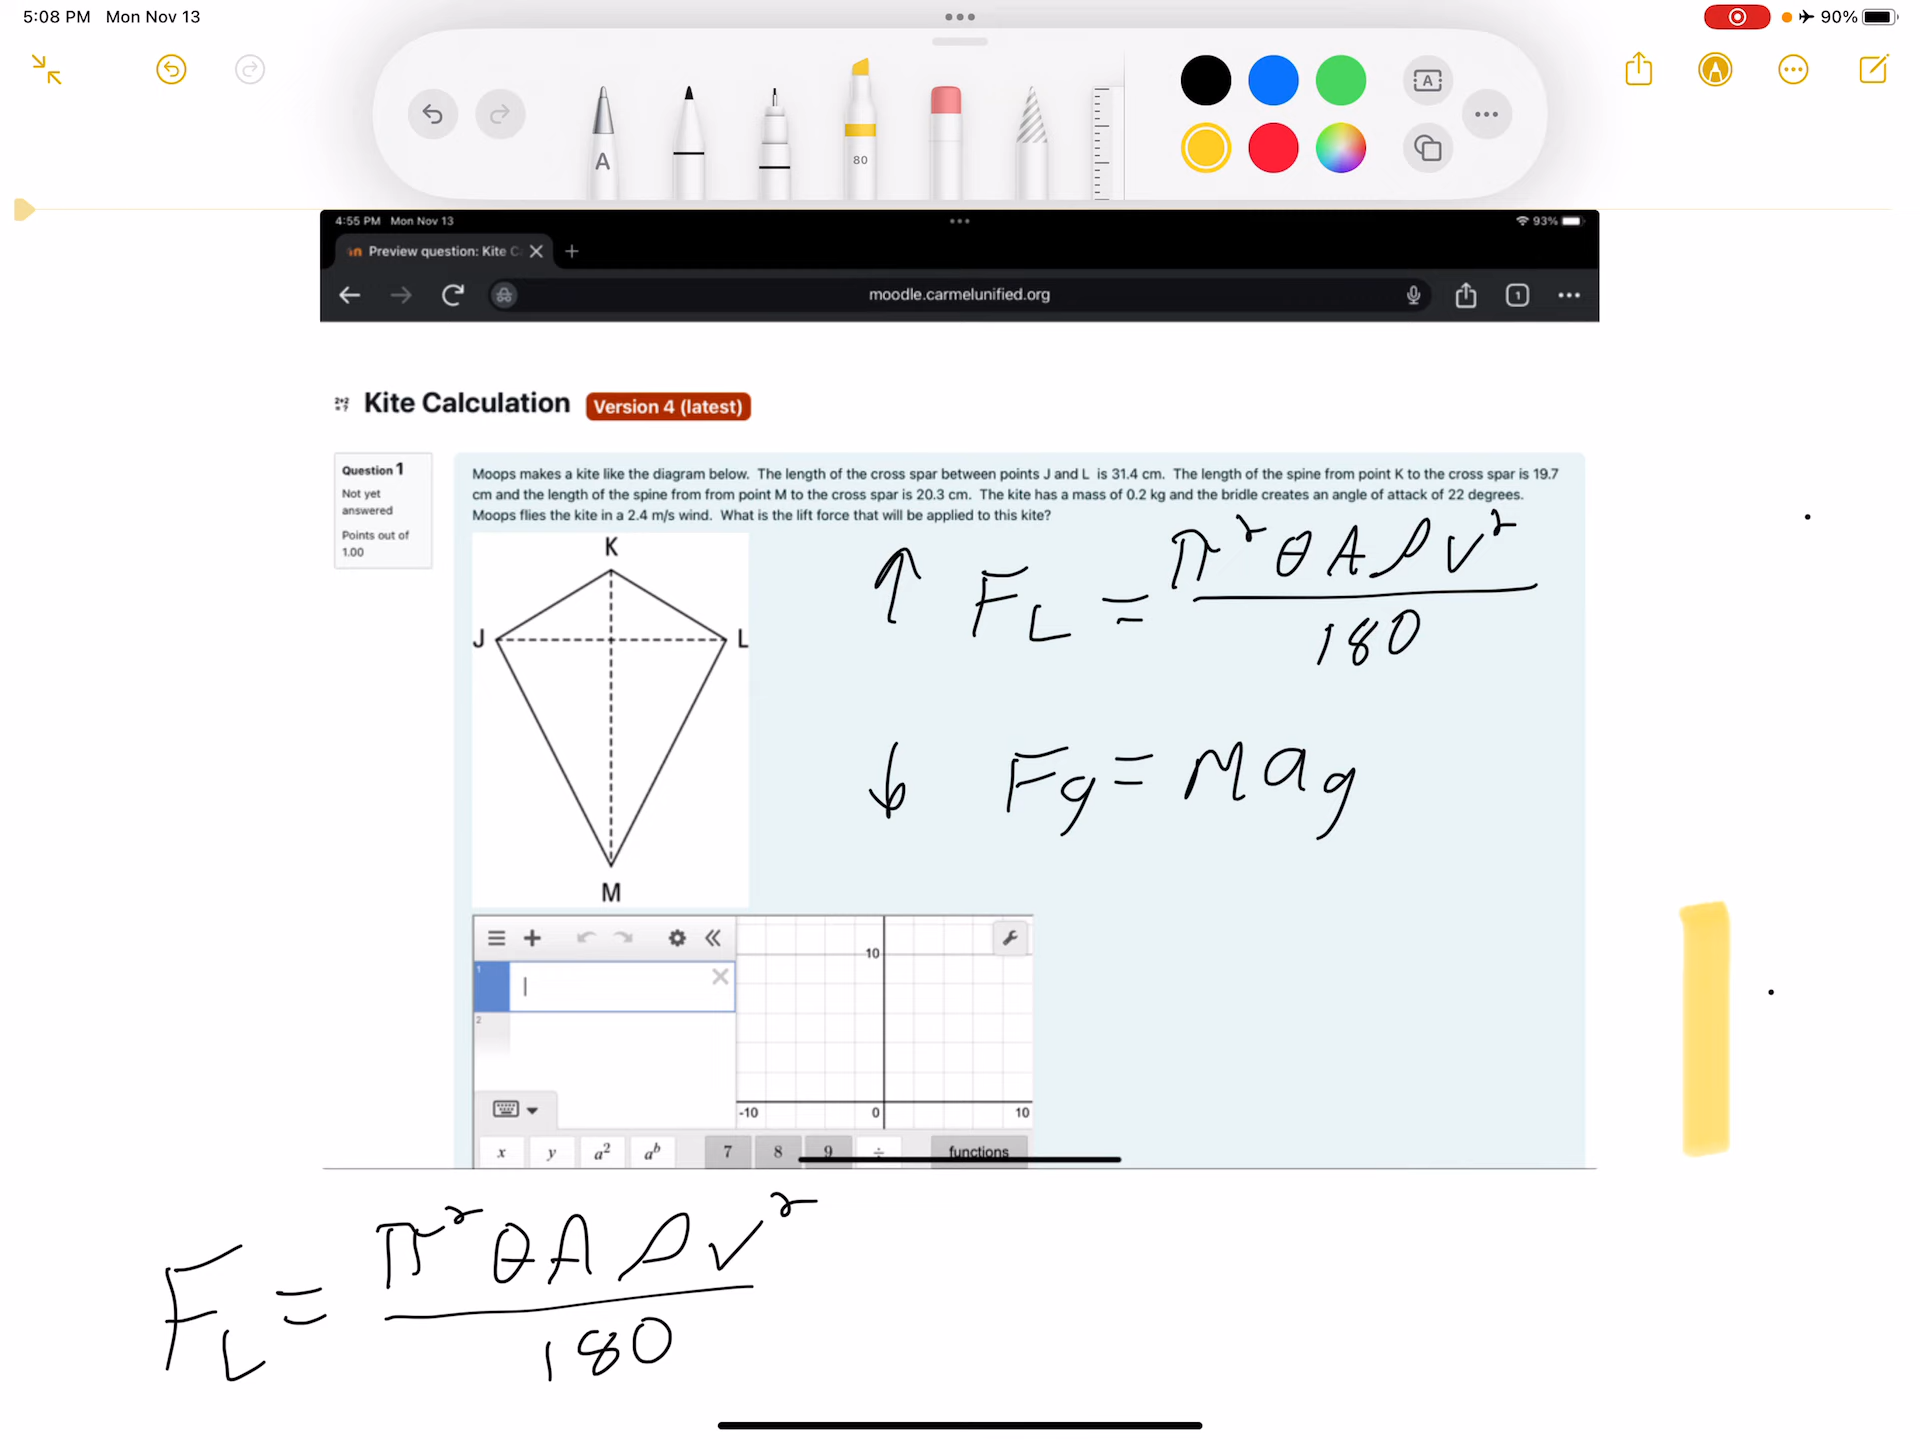 5:08 PM Mon Nov 13
90%
A
80
A
4:55 PM Mon Nov 13
93%
Preview question: Kite C
moodle.carmelunified.org
1
Kite Calculation Version 4 (latest)
Question 1
Not yet
answered
Points out of
1.00
Moops makes a kite like the diagram below. The length of the cross spar between points J and L is 31.4 cm. The length of the spine from point K to the cross spar is 19.7
cm and the length of the spine from from point M to the cross spar is 20.3 cm. The kite has a mass of 0.2 kg and the bridle creates an angle of attack of 22 degrees.
Moops flies the kite in a 2.4 m/s wind. What is the lift force that will be applied to this kite?
K
J
L
M
↑ F_L = π²θAρv² / 180
↓ Fg = mag
1
2
10
-10 0 10
x y a² aᵇ 7 8 9 ÷ functions
F_L = π²θAρv² / 180